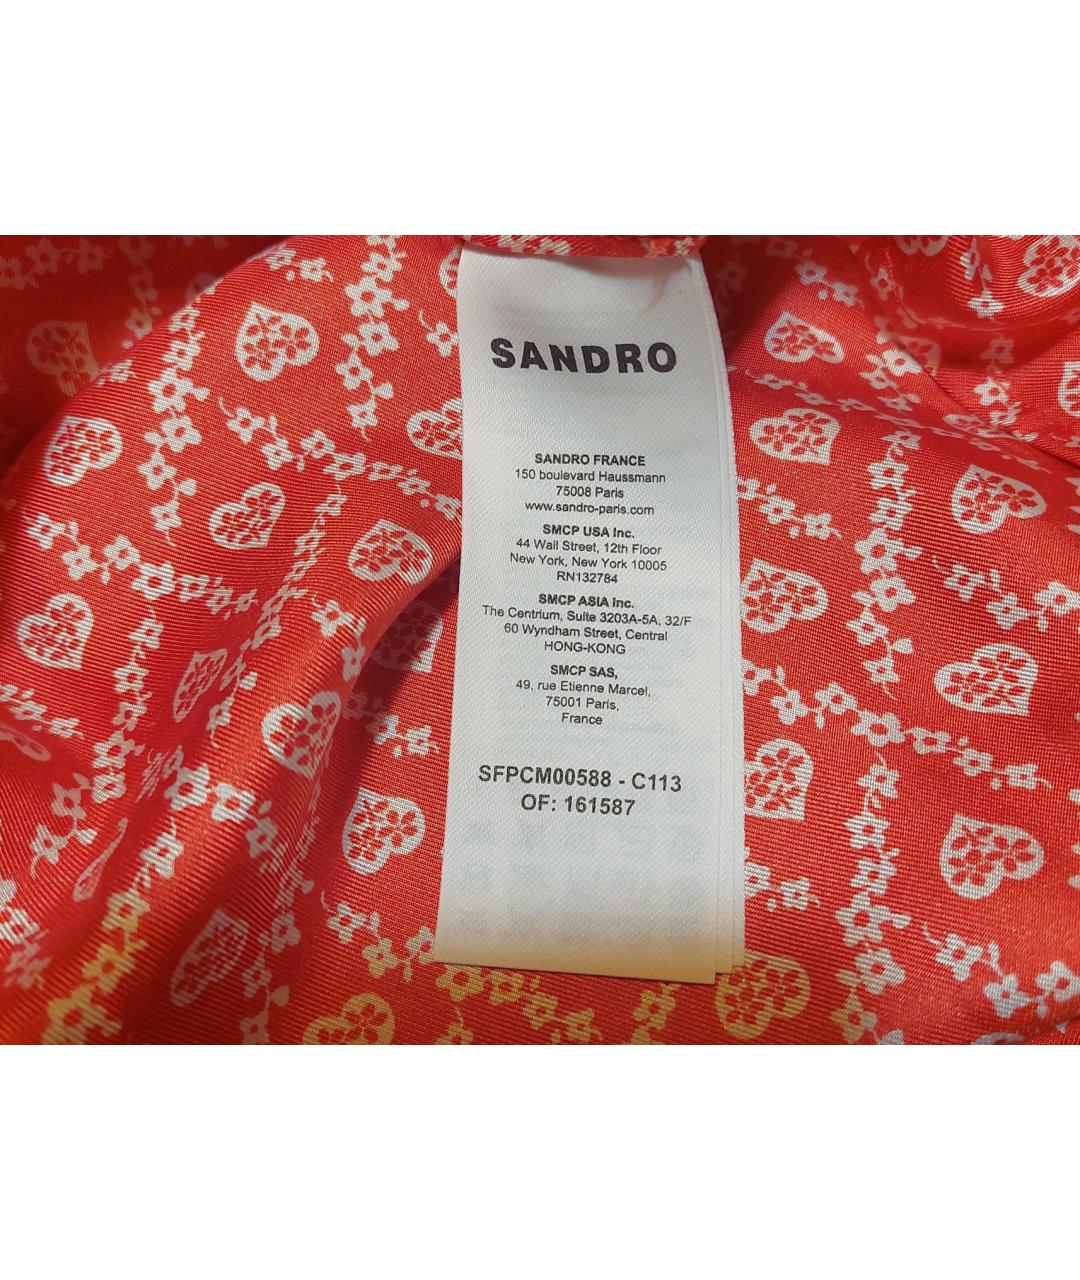 SANDRO
SANDRO FRANCE
150 boulevard Haussmann
75008 Paris
www.sandro-paris.com
SMCP USA Inc.
44 Wall Street, 12th Floor
New York, New York 10005
RN132784
SMCP ASIA Inc.
The Centrium, Suite 3203A-5A, 32/F
60 Wyndham Street, Central
HONG-KONG
SMCP SAS,
49, rue Etienne Marcel,
75001 Paris,
France
SFPCM00588 - C113
OF: 161587